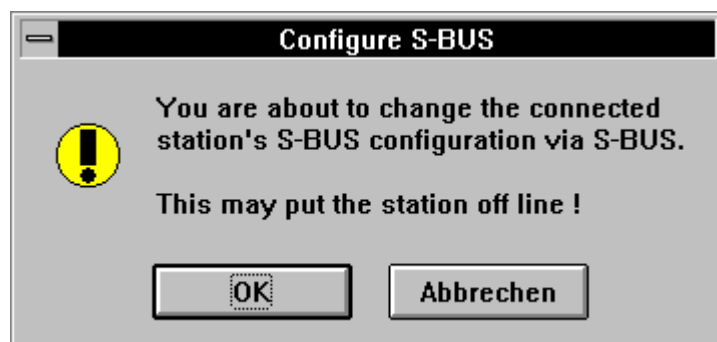 Configure S-BUS
You are about to change the connected
station's S-BUS configuration via S-BUS.
This may put the station off line !
OK
Abbrechen